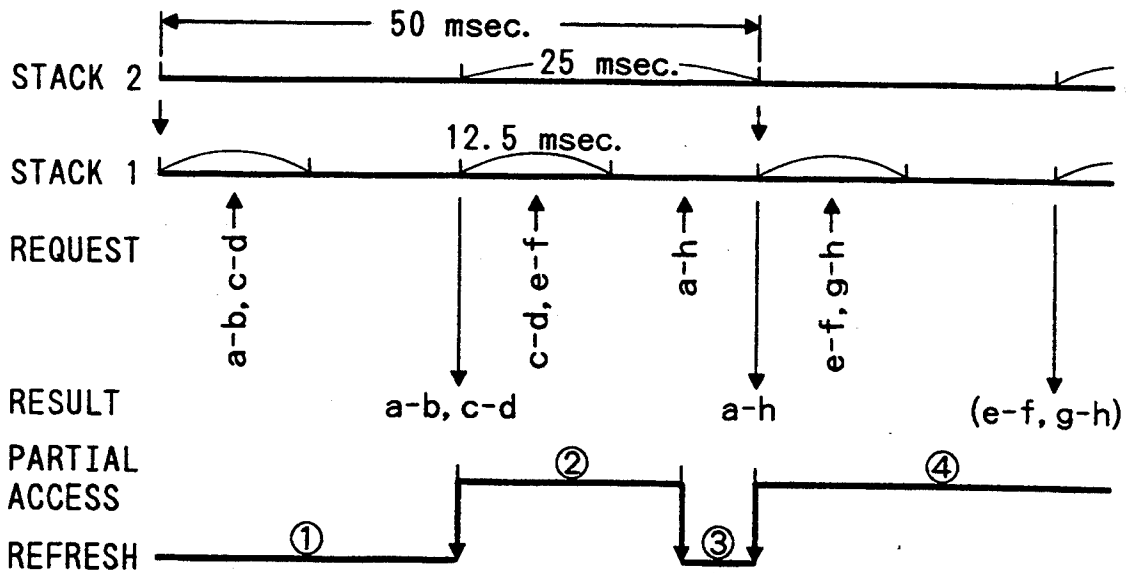 50 msec.
STACK 2
25 msec.
12.5 msec.
STACK 1
REQUEST
a-b, c-d
c-d, e-f
a-h
e-f, g-h
RESULT
a-b, c-d
a-h
(e-f, g-h)
PARTIAL
ACCESS
②
④
REFRESH
①
③